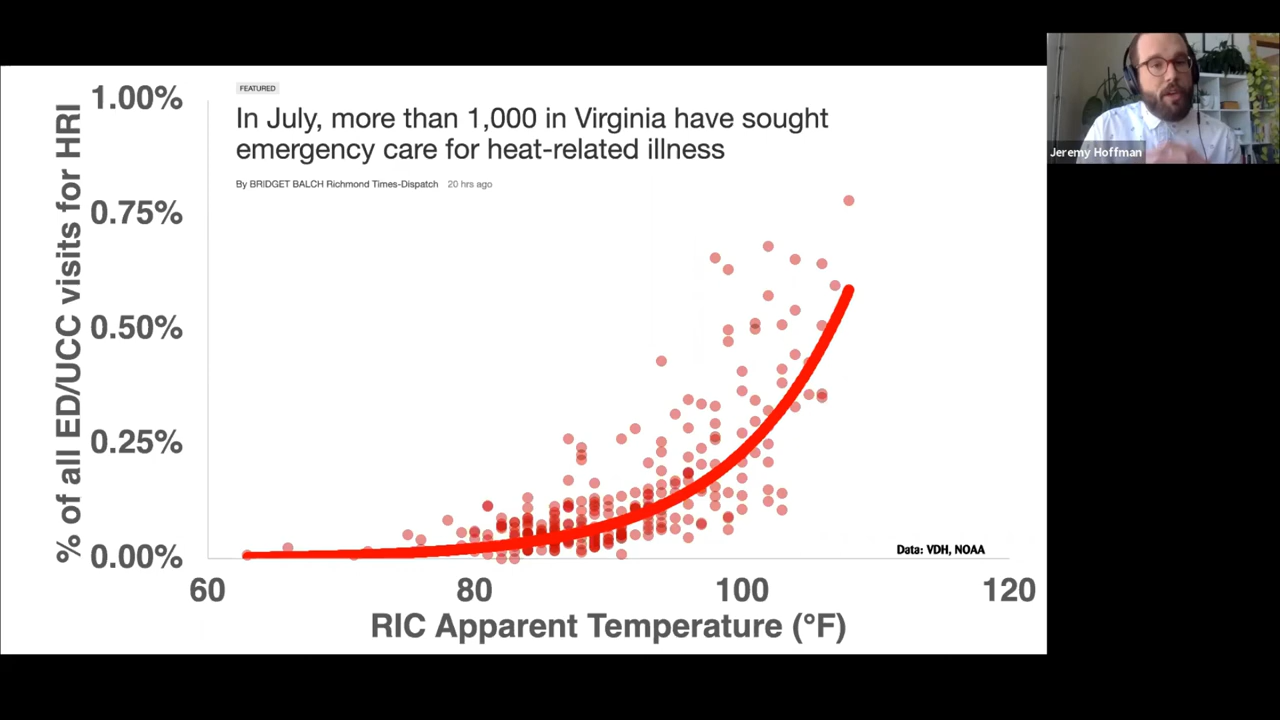 FEATURED
In July, more than 1,000 in Virginia have sought
emergency care for heat-related illness
By BRIDGET BALCH Richmond Times-Dispatch 20 hrs ago
% of all ED/UCC visits for HRI
1.00%
0.75%
0.50%
0.25%
0.00%
60 80 100 120
RIC Apparent Temperature (°F)
Data: VDH, NOAA
Jeremy Hoffman